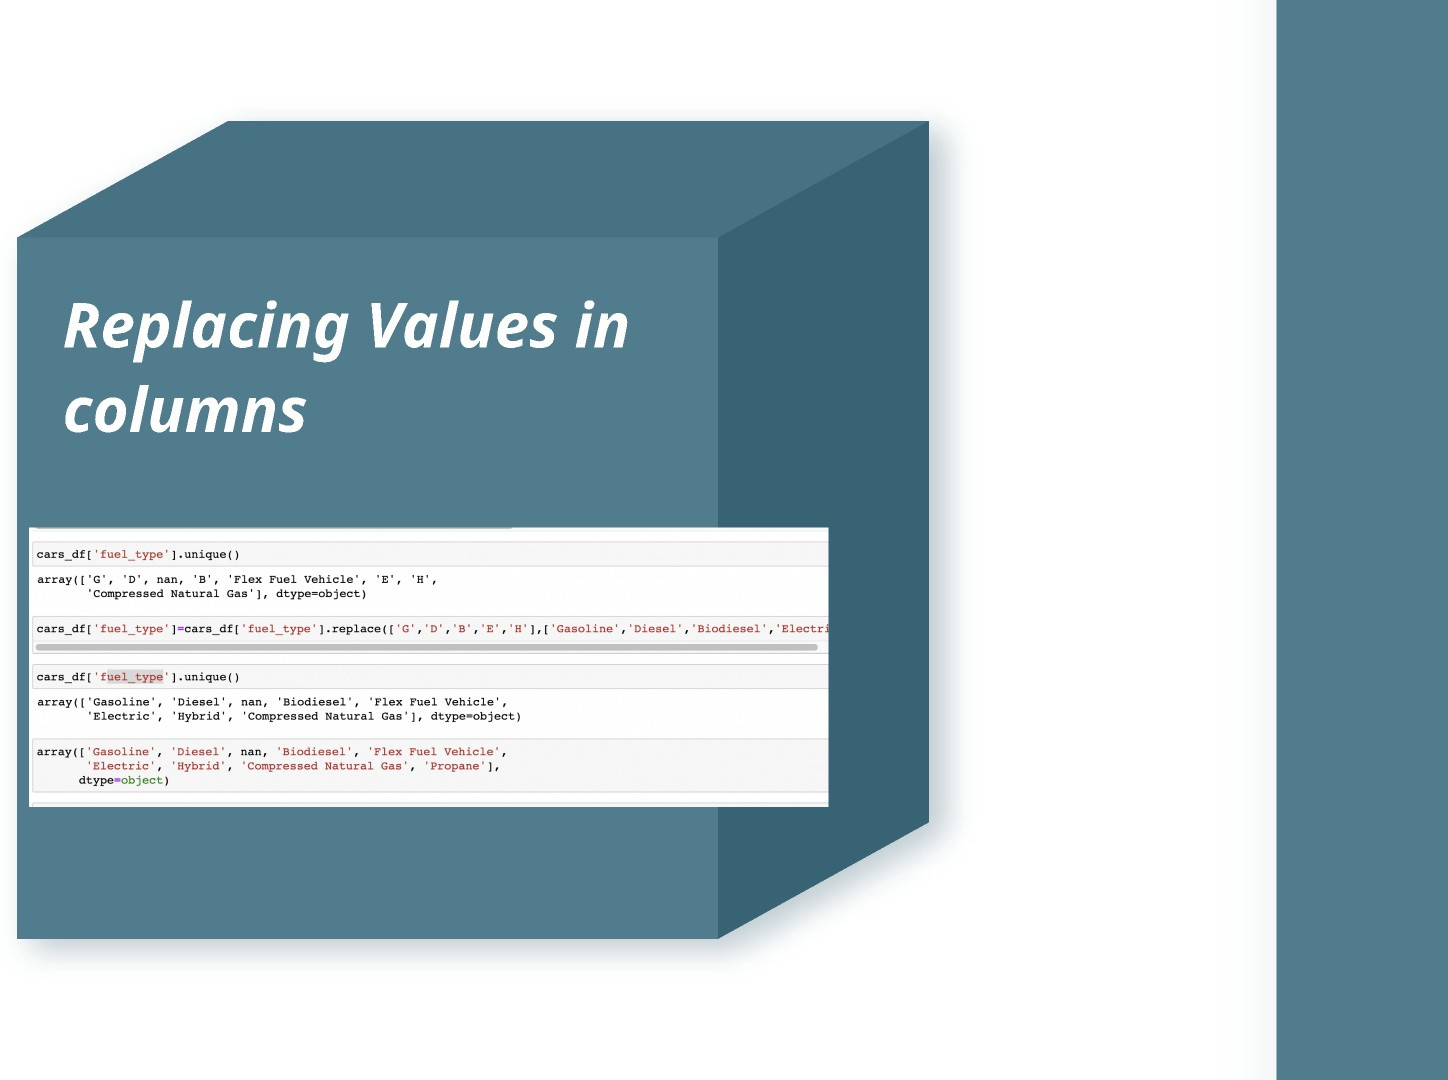 Replacing Values in
columns
cars_df['fuel_type'].unique()
array(['G', 'D', nan, 'B', 'Flex Fuel Vehicle', 'E', 'H',
'Compressed Natural Gas'], dtype=object)
cars_df['fuel_type']=cars_df['fuel_type'].replace(['G','D','B','E','H'],['Gasoline','Diesel','Biodiesel','Electri
cars_df['fuel_type'].unique()
array(['Gasoline', 'Diesel', nan, 'Biodiesel', 'Flex Fuel Vehicle',
'Electric', 'Hybrid', 'Compressed Natural Gas'], dtype=object)
array(['Gasoline', 'Diesel', nan, 'Biodiesel', 'Flex Fuel Vehicle',
'Electric', 'Hybrid', 'Compressed Natural Gas', 'Propane'],
dtype=object)